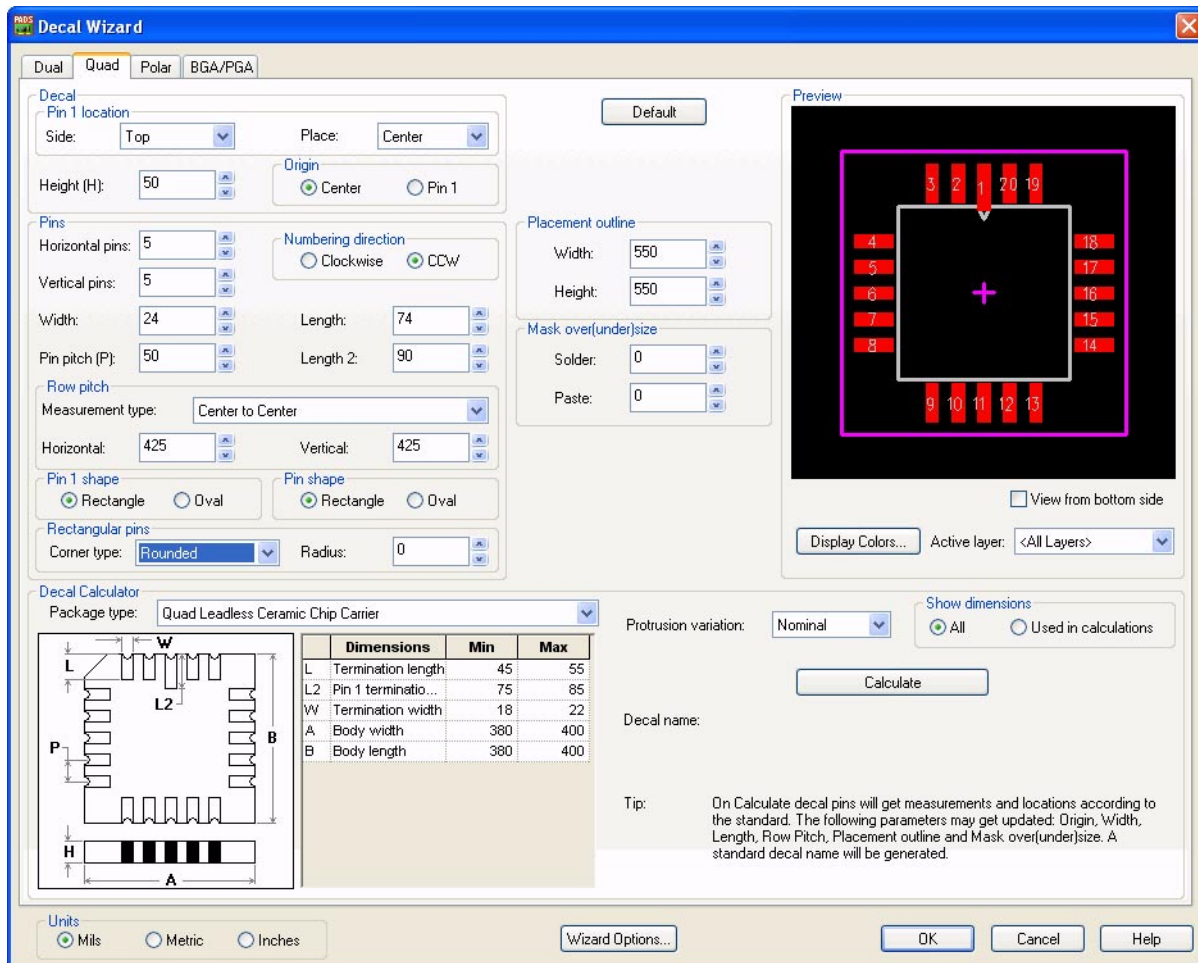 PADS Decal Wizard
Dual Quad Polar BGA/PGA
Decal
Pin 1 location
Side: Top Place: Center
Height (H): 50
Origin
Center Pin 1
Default
Pins
Horizontal pins: 5
Vertical pins: 5
Numbering direction
Clockwise CCW
Width: 24 Length: 74
Pin pitch (P): 50 Length 2: 90
Row pitch
Measurement type: Center to Center
Horizontal: 425 Vertical: 425
Pin 1 shape
Rectangle Oval
Pin shape
Rectangle Oval
Rectangular pins
Corner type: Rounded Radius: 0
Placement outline
Width: 550
Height: 550
Mask over(under)size
Solder: 0
Paste: 0
Preview
3 2 1 20 19
4 18
5 17
6 16
7 15
8 14
9 10 11 12 13
View from bottom side
Display Colors... Active layer: <All Layers>
Decal Calculator
Package type: Quad Leadless Ceramic Chip Carrier
W
L
L2
P
B
H
A
Dimensions Min Max
L Termination length 45 55
L2 Pin 1 terminatio... 75 85
W Termination width 18 22
A Body width 380 400
B Body length 380 400
Protrusion variation: Nominal
Show dimensions
All Used in calculations
Calculate
Decal name:
Tip: On Calculate decal pins will get measurements and locations according to
the standard. The following parameters may get updated: Origin, Width,
Length, Row Pitch, Placement outline and Mask over(under)size. A
standard decal name will be generated.
Units
Mils Metric Inches
Wizard Options... OK Cancel Help